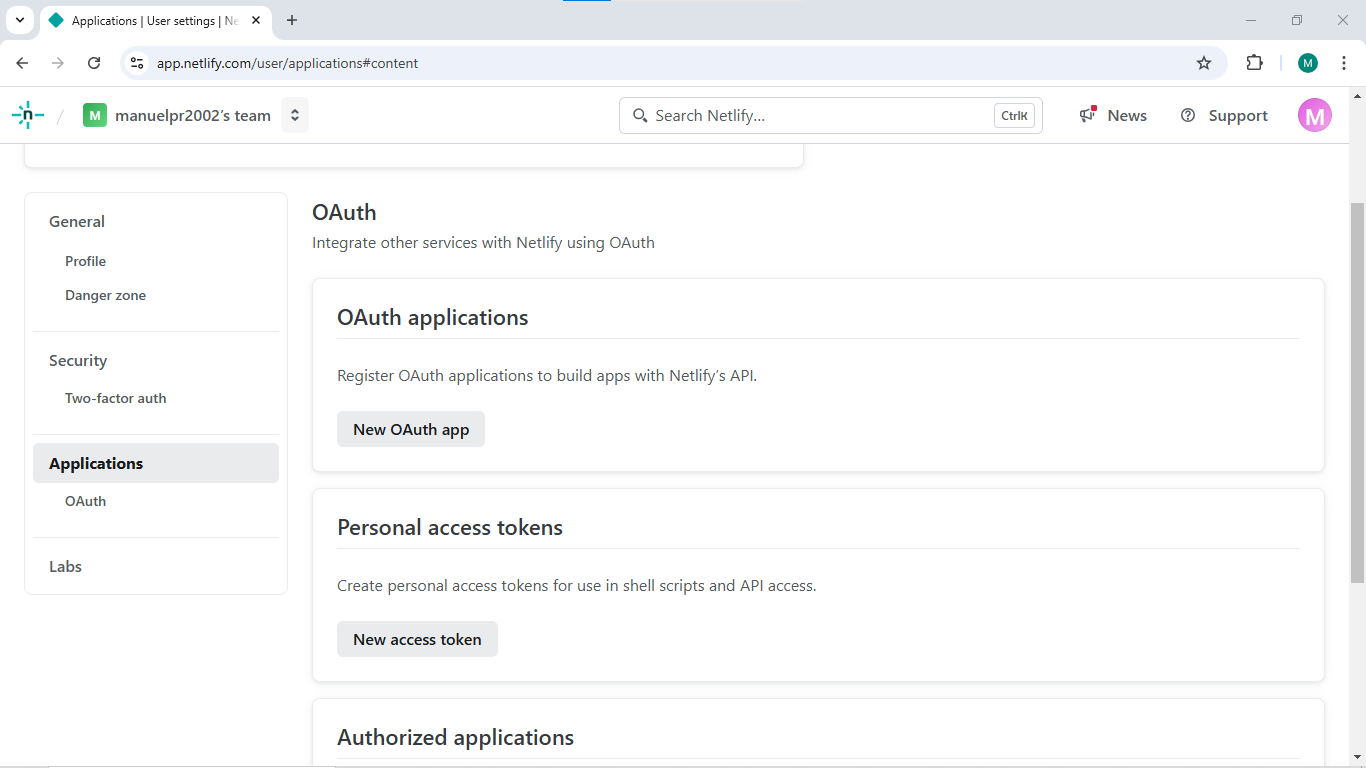 Applications | User settings | Ne
app.netlify.com/user/applications#content
M
n
/
M
manuelpr2002's team
Search Netlify...
CtrlK
News
Support
M
General
Profile
Danger zone
Security
Two-factor auth
Applications
OAuth
Labs
OAuth
Integrate other services with Netlify using OAuth
OAuth applications
Register OAuth applications to build apps with Netlify's API.
New OAuth app
Personal access tokens
Create personal access tokens for use in shell scripts and API access.
New access token
Authorized applications